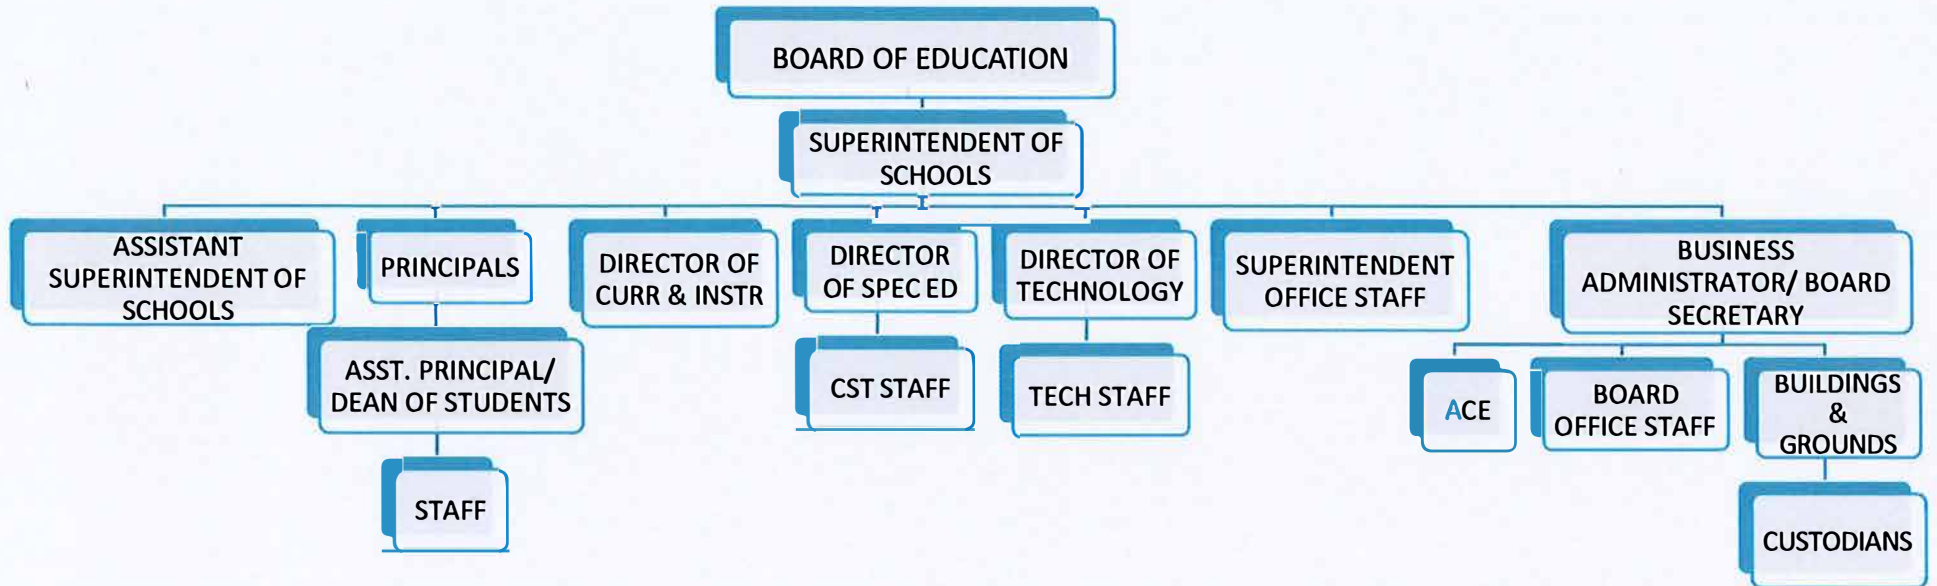 BOARD OF EDUCATION
SUPERINTENDENT OF
SCHOOLS
ASSISTANT
SUPERINTENDENT OF
SCHOOLS
PRINCIPALS
DIRECTOR OF
CURR & INSTR
DIRECTOR
OF SPEC ED
DIRECTOR OF
TECHNOLOGY
SUPERINTENDENT
OFFICE STAFF
BUSINESS
ADMINISTRATOR/ BOARD
SECRETARY
ASST. PRINCIPAL/
DEAN OF STUDENTS
CST STAFF
TECH STAFF
ACE
BOARD
OFFICE STAFF
BUILDINGS
&
GROUNDS
STAFF
CUSTODIANS